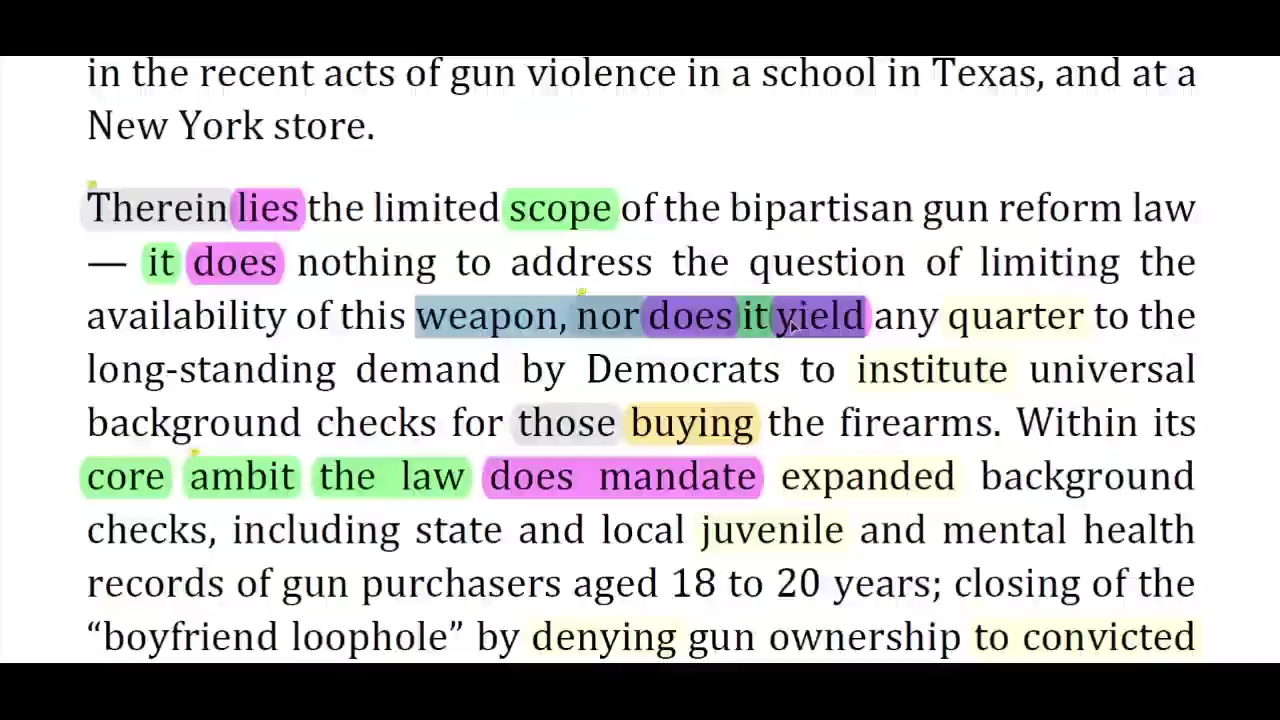 in the recent acts of gun violence in a school in Texas, and at a
New York store.
Therein lies the limited scope of the bipartisan gun reform law
— it does nothing to address the question of limiting the
availability of this weapon, nor does it yield any quarter to the
long-standing demand by Democrats to institute universal
background checks for those buying the firearms. Within its
core ambit the law does mandate expanded background
checks, including state and local juvenile and mental health
records of gun purchasers aged 18 to 20 years; closing of the
“boyfriend loophole” by denying gun ownership to convicted